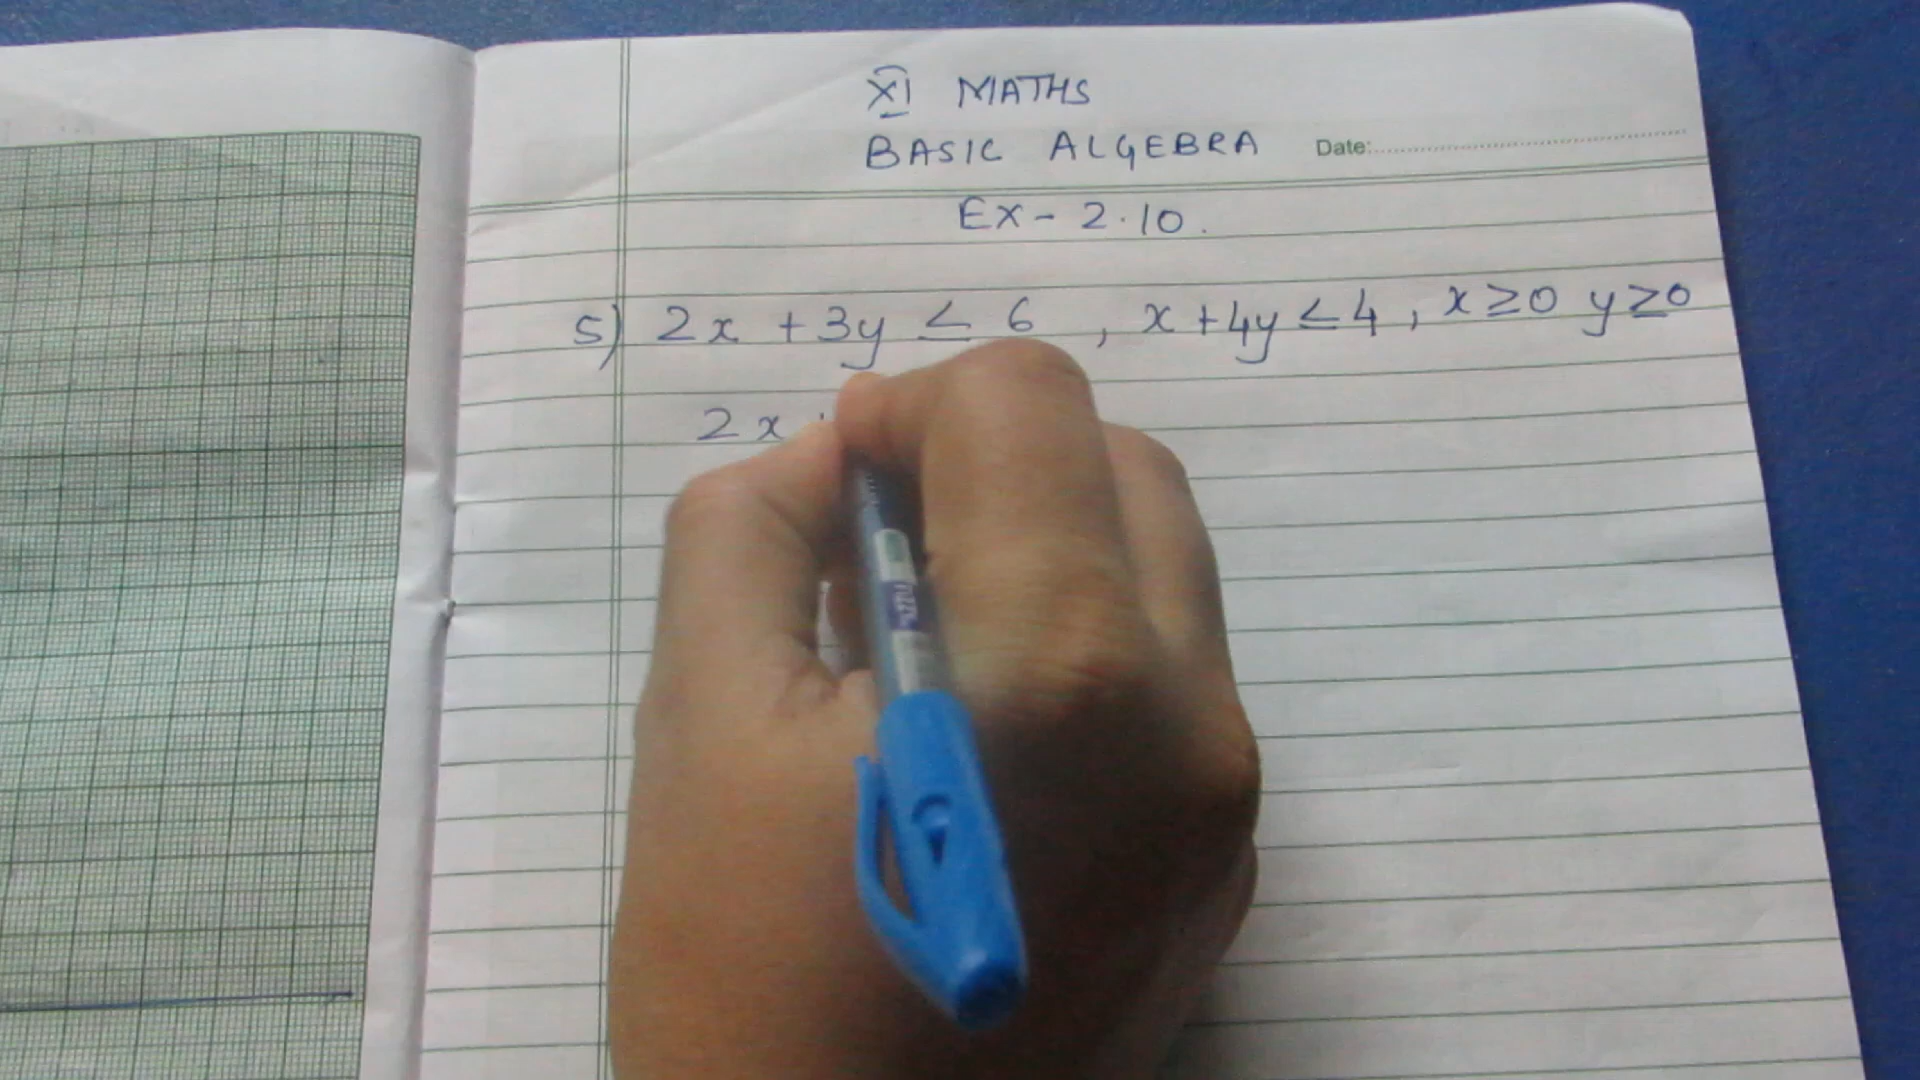 XI MATHS
BASIC ALGEBRA
Date:
EX - 2.10.
5) 2x + 3y ≤ 6 , x + 4y ≤ 4 , x ≥ 0 y ≥ 0
2x